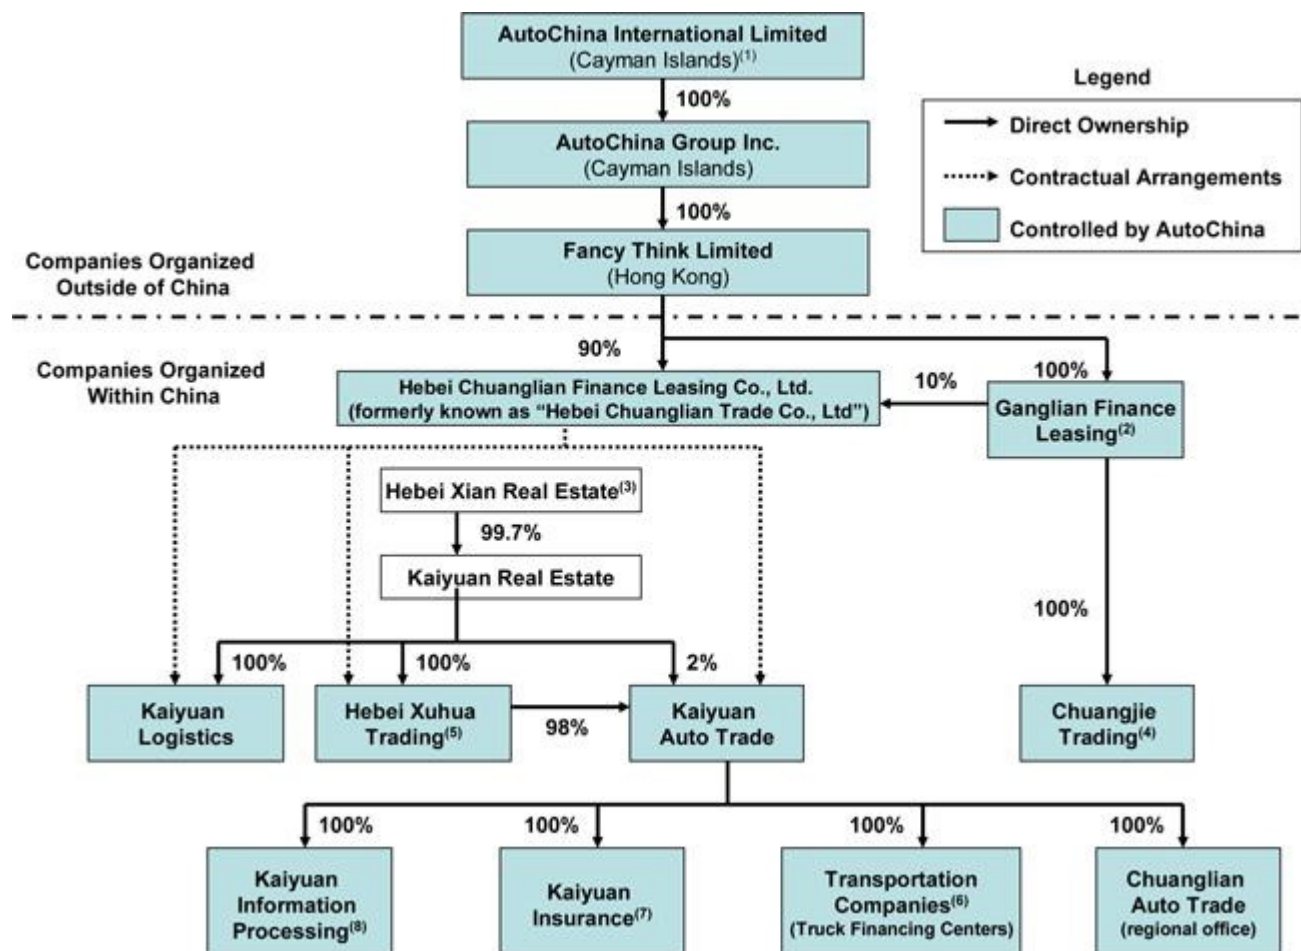 AutoChina International Limited
(Cayman Islands)(1)
Legend
100%
Direct Ownership
AutoChina Group Inc.
(Cayman Islands)
Contractual Arrangements
100%
Controlled by AutoChina
Fancy Think Limited
(Hong Kong)
Companies Organized
Outside of China
Companies Organized
Within China
90%
100%
10%
Hebei Chuanglian Finance Leasing Co., Ltd.
(formerly known as “Hebei Chuanglian Trade Co., Ltd”)
Ganglian Finance
Leasing(2)
Hebei Xian Real Estate(3)
99.7%
Kaiyuan Real Estate
100%
100%
100%
2%
Kaiyuan
Logistics
Hebei Xuhua
Trading(5)
98%
Kaiyuan
Auto Trade
Chuangjie
Trading(4)
100%
100%
100%
100%
Kaiyuan
Information
Processing(8)
Kaiyuan
Insurance(7)
Transportation
Companies(6)
(Truck Financing Centers)
Chuanglian
Auto Trade
(regional office)